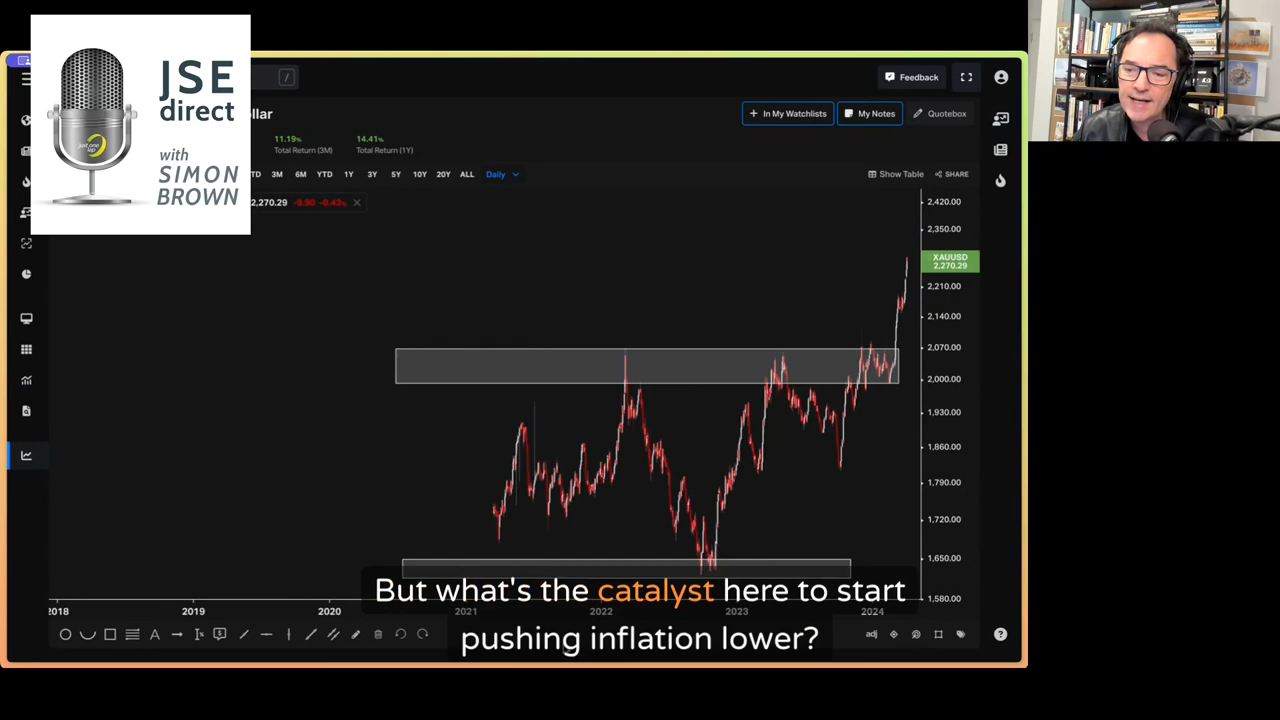 JSE
direct
with
SIMON
BROWN
just one
lap
/
Feedback
llar
In My Watchlists
My Notes
Quotebox
11.19%
Total Return (3M)
14.41%
Total Return (1Y)
TD 3M 6M YTD 1Y 3Y 5Y 10Y 20Y ALL Daily
Show Table
SHARE
2,270.29 -9.90 -0.43%
2,420.00
2,350.00
XAUUSD
2,270.29
2,210.00
2,140.00
2,070.00
2,000.00
1,930.00
1,860.00
1,790.00
1,720.00
1,650.00
1,580.00
But what's the catalyst here to start
pushing inflation lower?
2018 2019 2020 2021 2022 2023 2024
A
adj
?